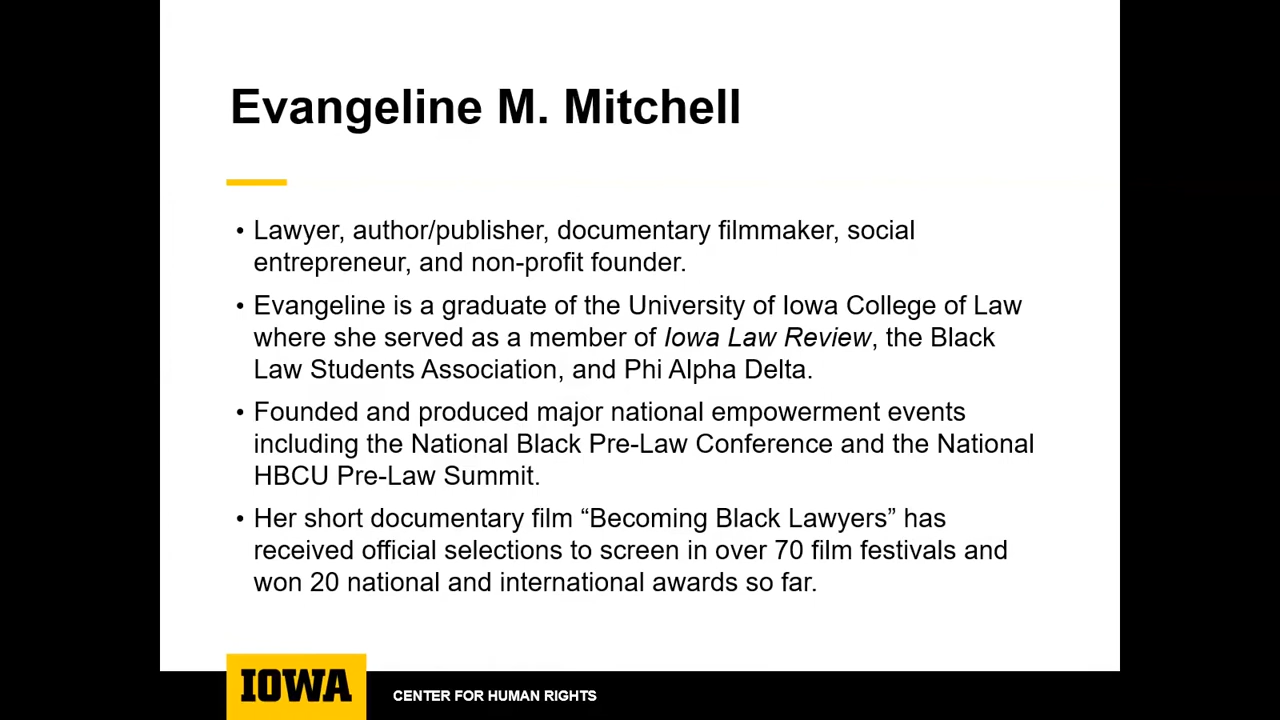 Evangeline M. Mitchell
• Lawyer, author/publisher, documentary filmmaker, social
entrepreneur, and non-profit founder.
• Evangeline is a graduate of the University of Iowa College of Law
where she served as a member of Iowa Law Review, the Black
Law Students Association, and Phi Alpha Delta.
• Founded and produced major national empowerment events
including the National Black Pre-Law Conference and the National
HBCU Pre-Law Summit.
• Her short documentary film “Becoming Black Lawyers” has
received official selections to screen in over 70 film festivals and
won 20 national and international awards so far.
IOWA
CENTER FOR HUMAN RIGHTS